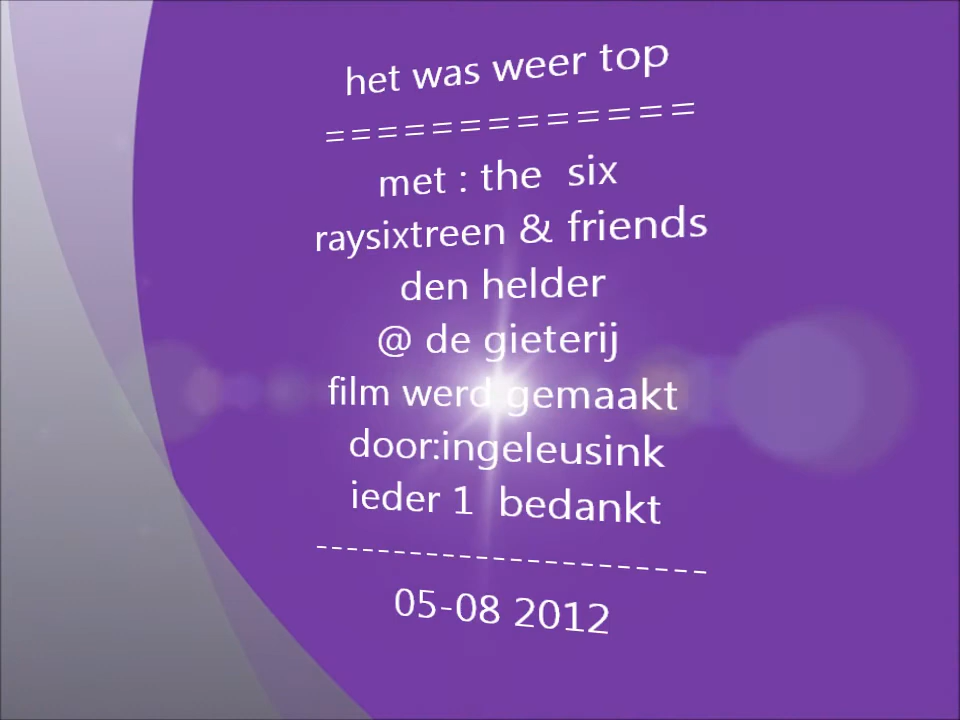 het was weer top
=============
met : the  six
raysixtreen & friends
den helder
@ de gieterij
film werd gemaakt
door:ingeleusink
ieder 1  bedankt
-----------------------
05-08 2012